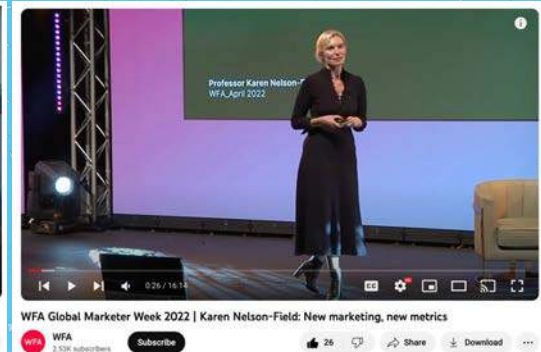 Professor Karen Nelson-F
WFA_April 2022
0:26 / 16:14
CC
WFA Global Marketer Week 2022 | Karen Nelson-Field: New marketing, new metrics
WFA
WFA
2.53K subscribers
Subscribe
26
Share
Download